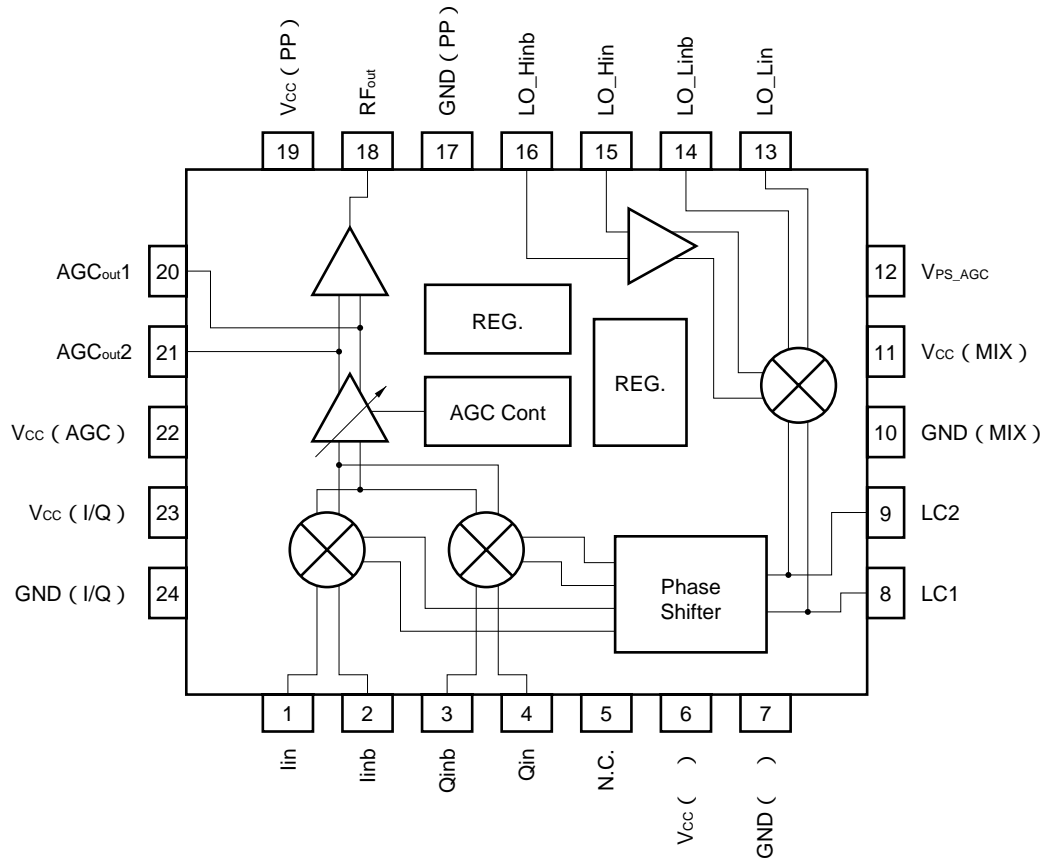 Vcc ( PP )
RFout
GND ( PP )
LO_Hinb
LO_Hin
LO_Linb
LO_Lin
19
18
17
16
15
14
13
AGCout1
20
12
VPS_AGC
REG.
AGCout2
21
11
Vcc ( MIX )
REG.
AGC Cont
Vcc ( AGC )
22
10
GND ( MIX )
Vcc ( I/Q )
23
9
LC2
GND ( I/Q )
24
Phase
Shifter
8
LC1
1
2
3
4
5
6
7
Iin
Iinb
Qinb
Qin
N.C.
Vcc ( )
GND ( )